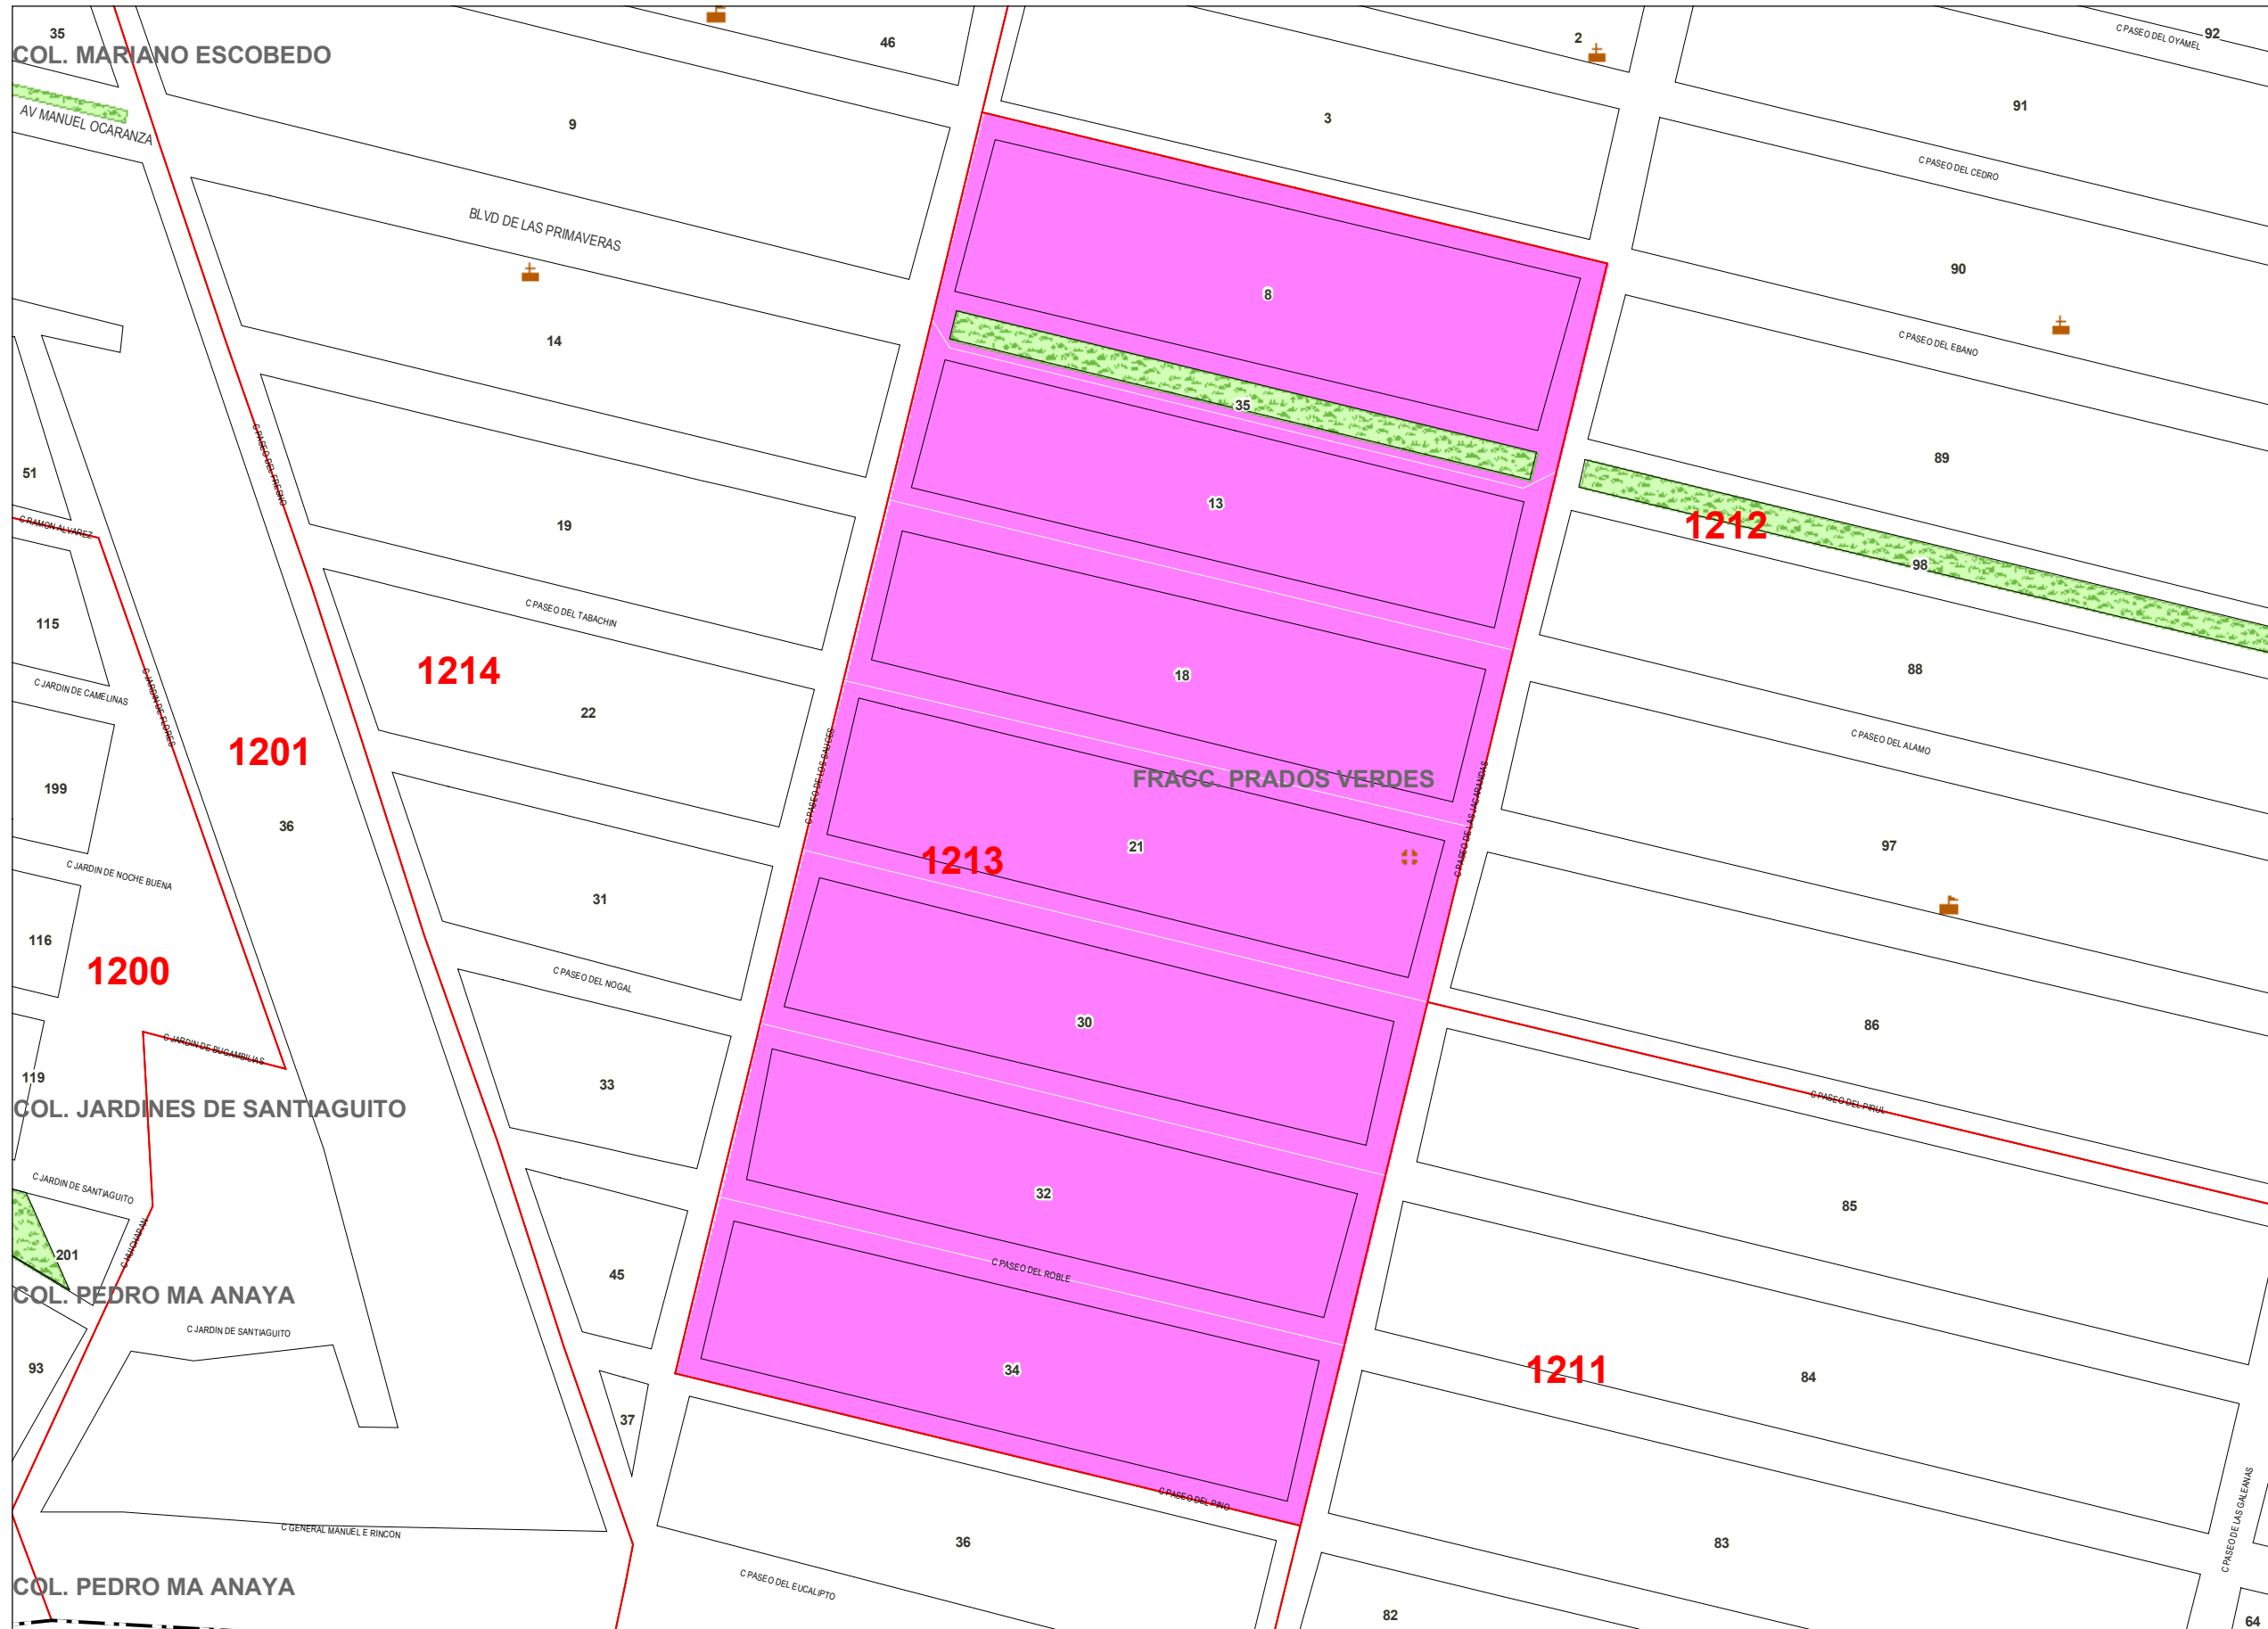 35
46
2
92
C PASEO DEL OYAMEL
COL. MARIANO ESCOBEDO
91
AV MANUEL OCARANZA
9
3
C PASEO DEL CEDRO
BLVD DE LAS PRIMAVERAS
90
8
14
C PASEO DEL EBANO
35
89
C PASEO DEL FRESNO
51
13
C RAMON ALVAREZ
19
1212
98
115
C PASEO DEL TABACHIN
1214
18
88
C JARDIN DE CAMELINAS
C JARDIN DE FLORES
22
1201
C PASEO DE LOS SAUCES
FRACC. PRADOS VERDES
C PASEO DE LAS JACARANDAS
C PASEO DEL ALAMO
199
36
21
97
1213
C JARDIN DE NOCHE BUENA
31
116
1200
C PASEO DEL NOGAL
30
86
C JARDIN DE BUGAMBILIAS
119
33
C PASEO DEL PIRUL
COL. JARDINES DE SANTIAGUITO
C JARDIN DE SANTIAGUITO
32
85
C HUICHAPAN
201
45
C PASEO DEL ROBLE
COL. PEDRO MA ANAYA
C JARDIN DE SANTIAGUITO
93
34
1211
84
37
C PASEO DEL PINO
C PASEO DE LAS GALEANAS
C GENERAL MANUEL E RINCON
36
83
COL. PEDRO MA ANAYA
C PASEO DEL EUCALIPTO
82
64